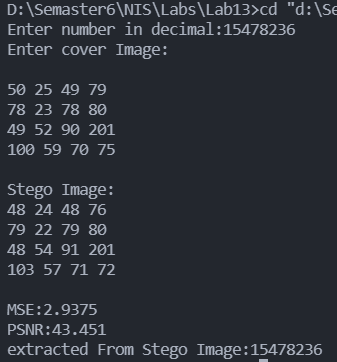 D:\Semaster6\NIS\Labs\Lab13>cd "d:\Se
Enter number in decimal:15478236
Enter cover Image:
50 25 49 79
78 23 78 80
49 52 90 201
100 59 70 75
Stego Image:
48 24 48 76
79 22 79 80
48 54 91 201
103 57 71 72
MSE:2.9375
PSNR:43.451
extracted From Stego Image:15478236